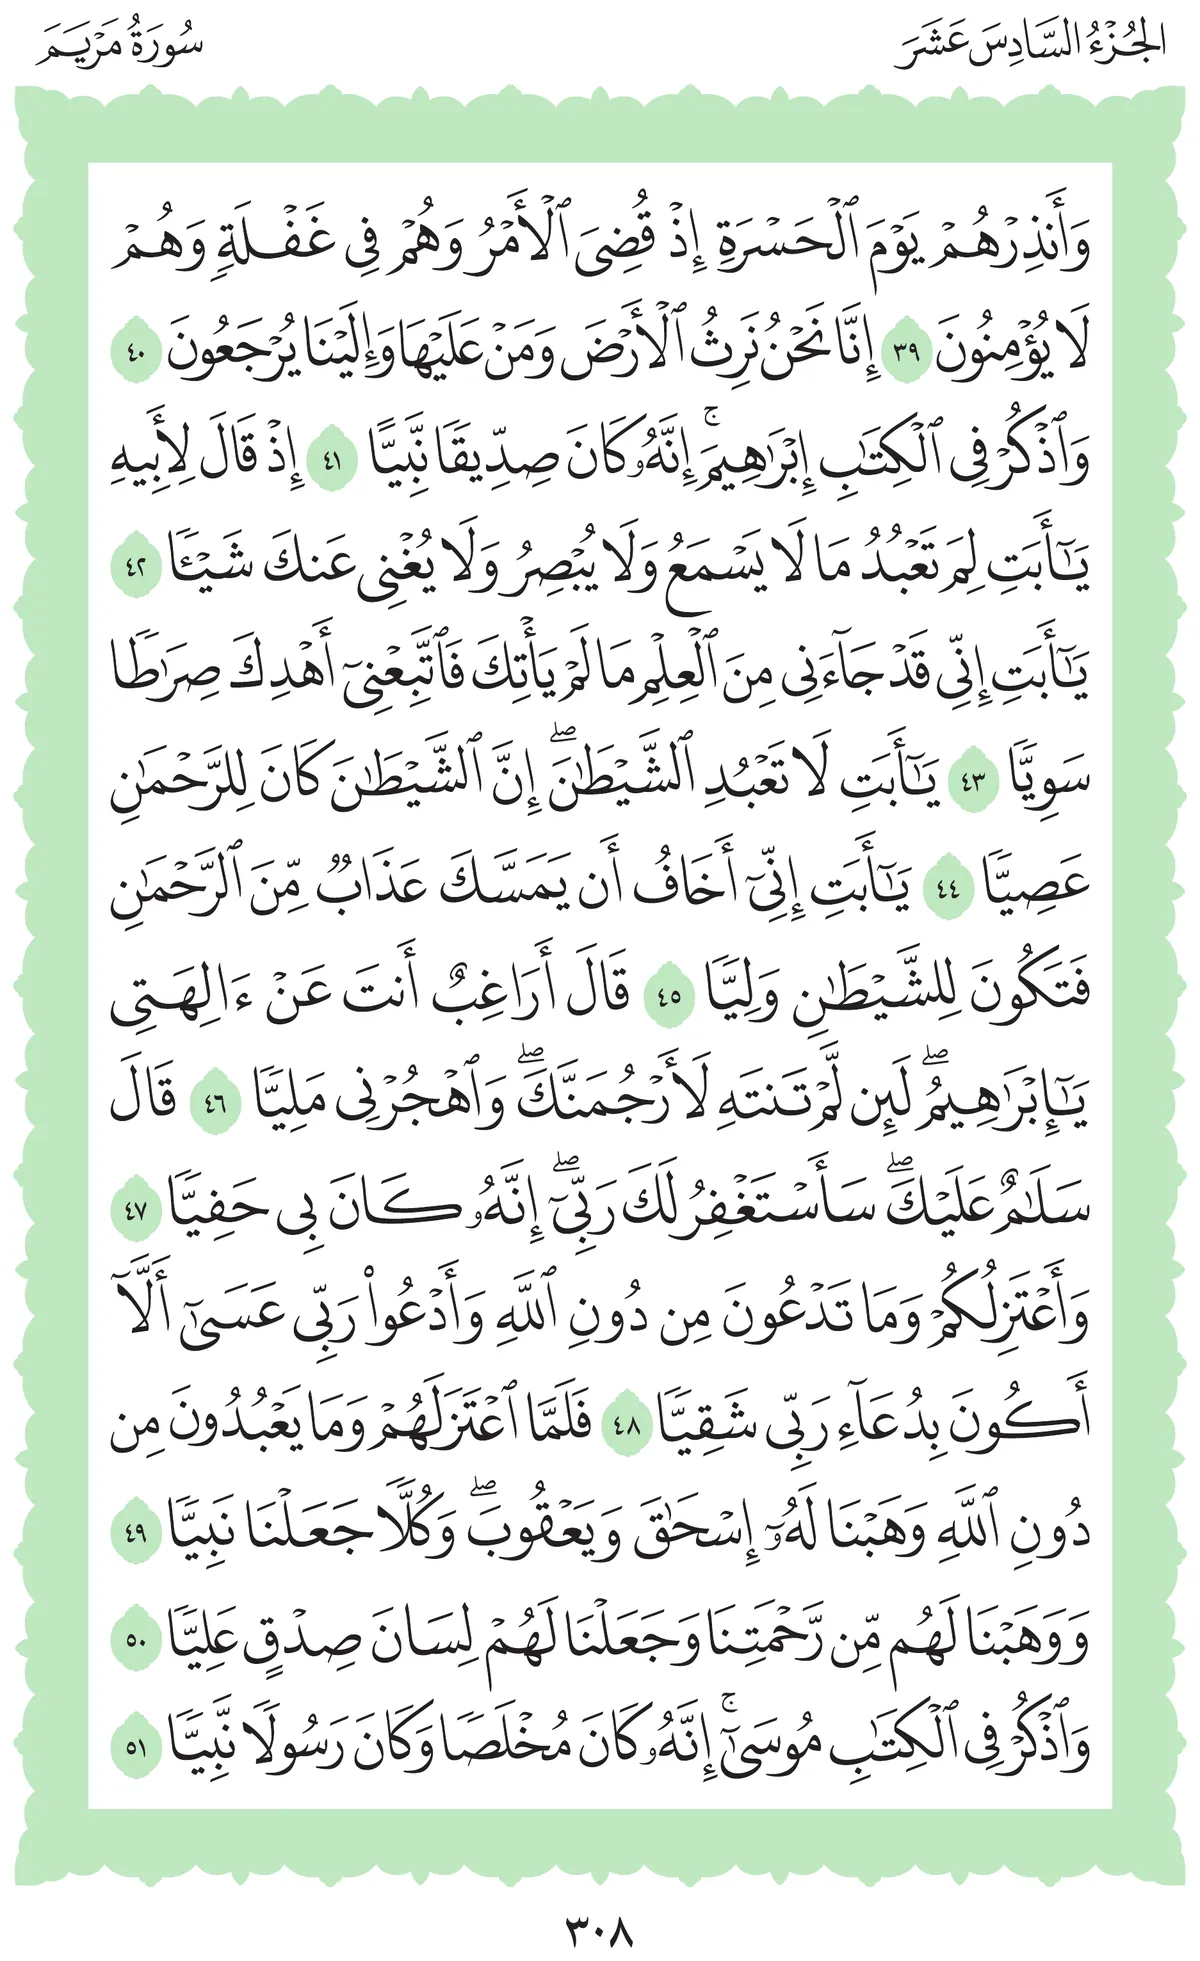 الجُزْءُ السَّادِسَ عَشَرَ
سُورَةُ مَرْيَمَ
وَأَنذِرْهُمْ يَوْمَ ٱلْحَسْرَةِ إِذْ قُضِىَ ٱلْأَمْرُ وَهُمْ فِى غَفْلَةٍ وَهُمْ
لَا يُؤْمِنُونَ ٣٩ إِنَّا نَحْنُ نَرِثُ ٱلْأَرْضَ وَمَنْ عَلَيْهَا وَإِلَيْنَا يُرْجَعُونَ ٤٠
وَٱذْكُرْ فِى ٱلْكِتَـٰبِ إِبْرَٰهِيمَ ۚ إِنَّهُۥ كَانَ صِدِّيقًا نَّبِيًّا ٤١ إِذْ قَالَ لِأَبِيهِ
يَـٰٓأَبَتِ لِمَ تَعْبُدُ مَا لَا يَسْمَعُ وَلَا يُبْصِرُ وَلَا يُغْنِى عَنكَ شَيْـًٔا ٤٢
يَـٰٓأَبَتِ إِنِّى قَدْ جَآءَنِى مِنَ ٱلْعِلْمِ مَا لَمْ يَأْتِكَ فَٱتَّبِعْنِىٓ أَهْدِكَ صِرَٰطًا
سَوِيًّا ٤٣ يَـٰٓأَبَتِ لَا تَعْبُدِ ٱلشَّيْطَـٰنَ ۖ إِنَّ ٱلشَّيْطَـٰنَ كَانَ لِلرَّحْمَـٰنِ
عَصِيًّا ٤٤ يَـٰٓأَبَتِ إِنِّىٓ أَخَافُ أَن يَمَسَّكَ عَذَابٌ مِّنَ ٱلرَّحْمَـٰنِ
فَتَكُونَ لِلشَّيْطَـٰنِ وَلِيًّا ٤٥ قَالَ أَرَاغِبٌ أَنتَ عَنْ ءَالِهَتِى
يَـٰٓإِبْرَٰهِيمُ ۖ لَئِن لَّمْ تَنتَهِ لَأَرْجُمَنَّكَ ۖ وَٱهْجُرْنِى مَلِيًّا ٤٦ قَالَ
سَلَـٰمٌ عَلَيْكَ ۖ سَأَسْتَغْفِرُ لَكَ رَبِّىٓ ۖ إِنَّهُۥ كَانَ بِى حَفِيًّا ٤٧
وَأَعْتَزِلُكُمْ وَمَا تَدْعُونَ مِن دُونِ ٱللَّهِ وَأَدْعُوا۟ رَبِّى عَسَىٰٓ أَلَّآ
أَكُونَ بِدُعَآءِ رَبِّى شَقِيًّا ٤٨ فَلَمَّا ٱعْتَزَلَهُمْ وَمَا يَعْبُدُونَ مِن
دُونِ ٱللَّهِ وَهَبْنَا لَهُۥٓ إِسْحَـٰقَ وَيَعْقُوبَ ۖ وَكُلًّا جَعَلْنَا نَبِيًّا ٤٩
وَوَهَبْنَا لَهُم مِّن رَّحْمَتِنَا وَجَعَلْنَا لَهُمْ لِسَانَ صِدْقٍ عَلِيًّا ٥٠
وَٱذْكُرْ فِى ٱلْكِتَـٰبِ مُوسَىٰٓ ۚ إِنَّهُۥ كَانَ مُخْلَصًا وَكَانَ رَسُولًا نَّبِيًّا ٥١
٣٠٨